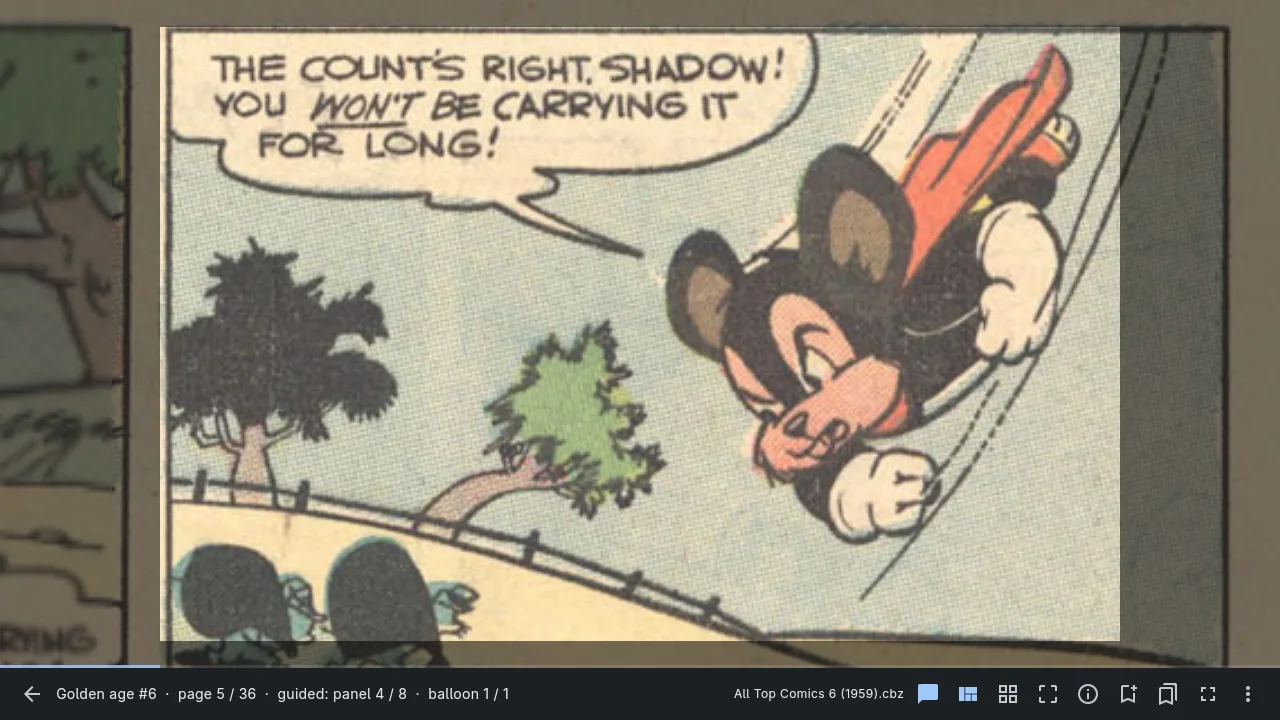 THE COUNT'S RIGHT, SHADOW!
YOU WON'T BE CARRYING IT
FOR LONG!
RYING
Golden age #6 · page 5 / 36 · guided: panel 4 / 8 · balloon 1 / 1
All Top Comics 6 (1959).cbz